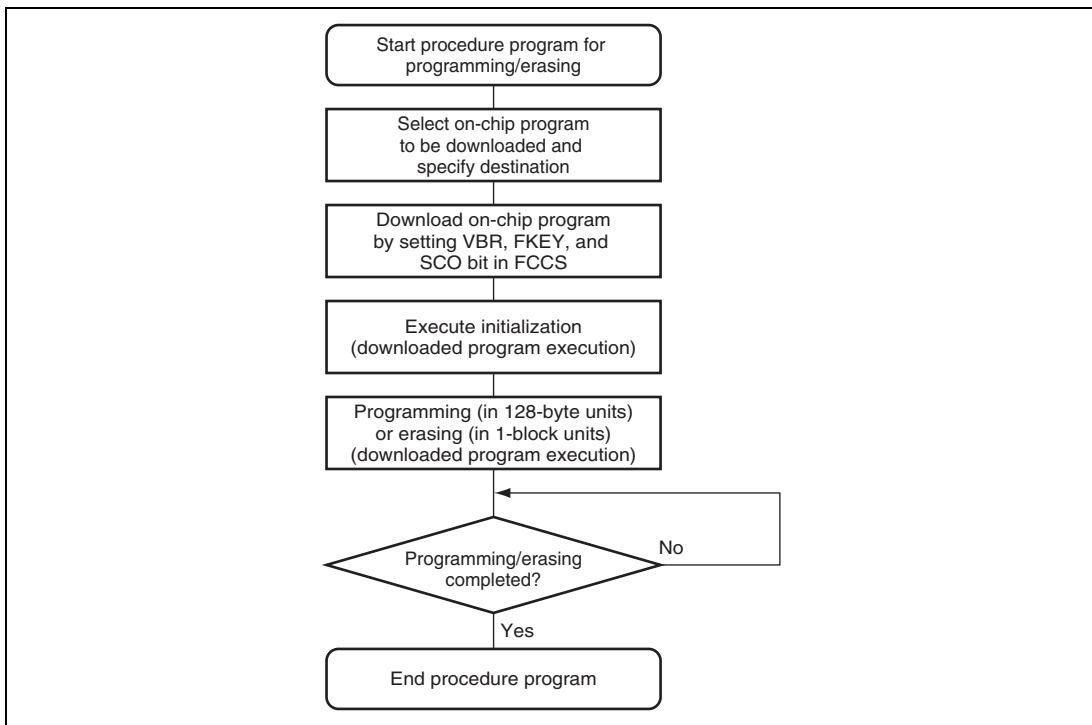 Start procedure program for
programming/erasing
Select on-chip program
to be downloaded and
specify destination
Download on-chip program
by setting VBR, FKEY, and
SCO bit in FCCS
Execute initialization
(downloaded program execution)
Programming (in 128-byte units)
or erasing (in 1-block units)
(downloaded program execution)
Programming/erasing
completed?
No
Yes
End procedure program